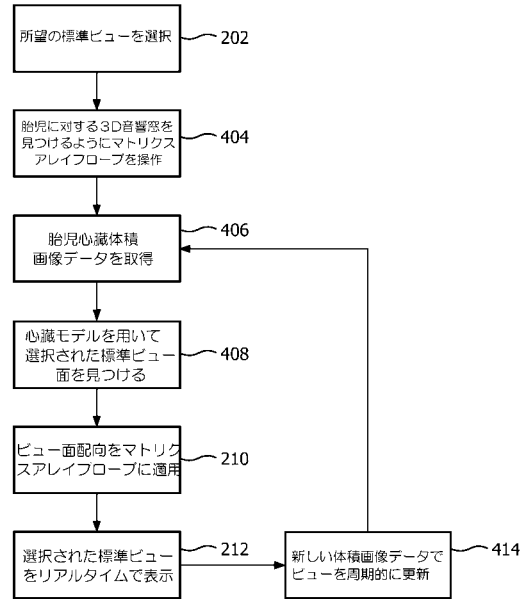 所望の標準ビューを選択
202
胎児に対する3D音響窓を
見つけるようにマトリクス
アレイフローブを操作
404
胎児心臓体積
画像データを取得
406
心臓モデルを用いて
選択された標準ビュー
面を見つける
408
ビュー面配向をマトリク
スアレイフローブに適用
210
選択された標準ビュー
をリアルタイムで表示
212
新しい体積画像データで
ビューを周期的に更新
414